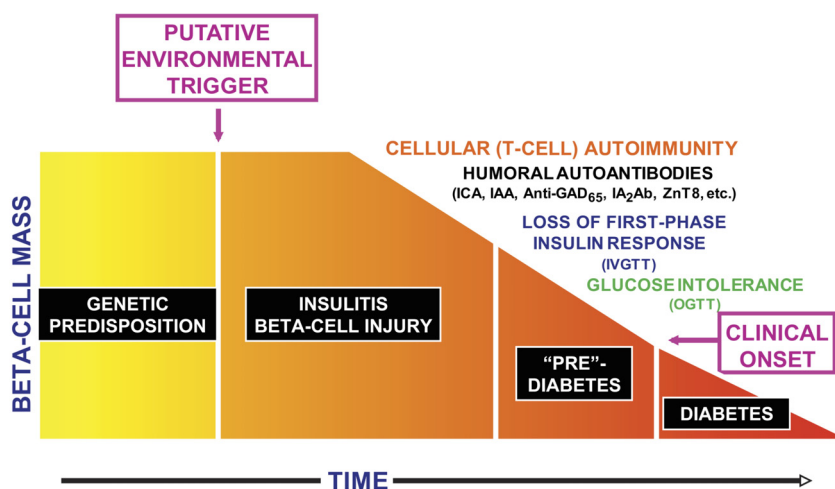 PUTATIVE
ENVIRONMENTAL
TRIGGER
CELLULAR (T-CELL) AUTOIMMUNITY
HUMORAL AUTOANTIBODIES
(ICA, IAA, Anti-GAD₆₅, IA₂Ab, ZnT8, etc.)
LOSS OF FIRST-PHASE
INSULIN RESPONSE
(IVGTT)
GLUCOSE INTOLERANCE
(OGTT)
BETA-CELL MASS
GENETIC
PREDISPOSITION
INSULITIS
BETA-CELL INJURY
"PRE"-
DIABETES
CLINICAL
ONSET
DIABETES
TIME